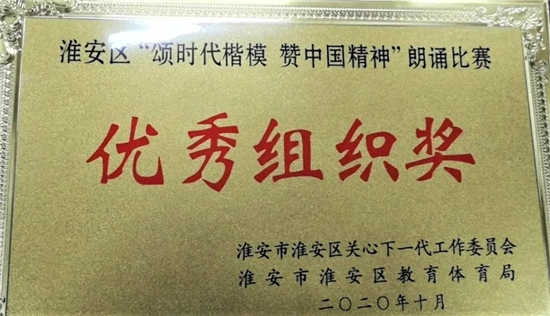 淮安区“颂时代楷模 赞中国精神”朗诵比赛
优秀组织奖
淮安市淮安区关心下一代工作委员会
淮安市淮安区教育体育局
二〇二〇年十月